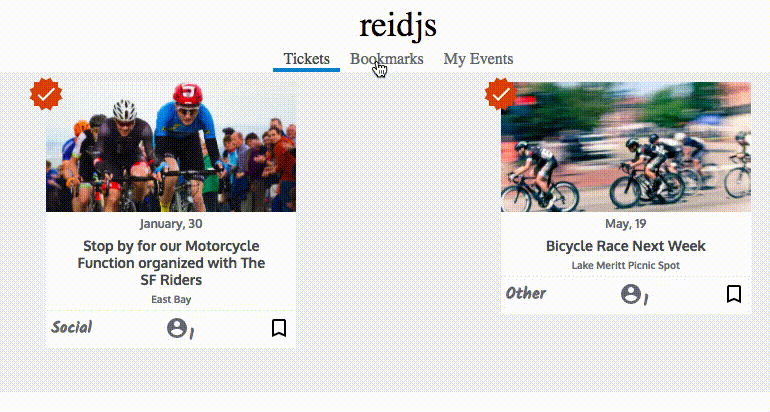 reidjs
Tickets Bookmarks My Events
January, 30
Stop by for our Motorcycle
Function organized with The
SF Riders
East Bay
Social 1
May, 19
Bicycle Race Next Week
Lake Meritt Picnic Spot
Other 1